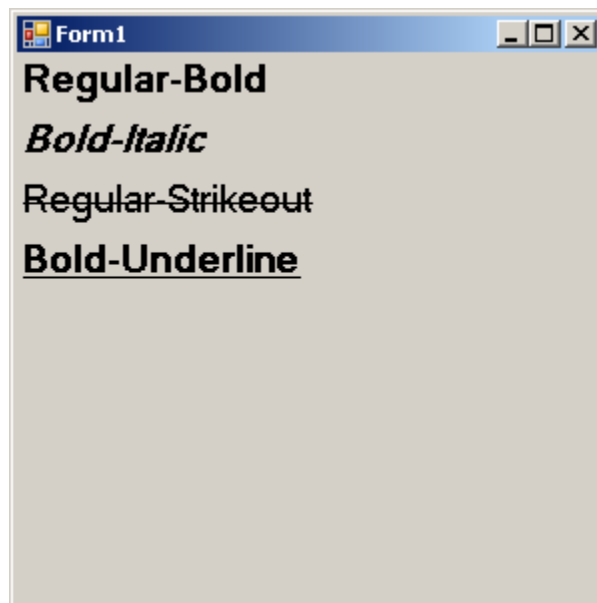 Form1
Regular-Bold
Bold-Italic
Regular-Strikeout
Bold-Underline